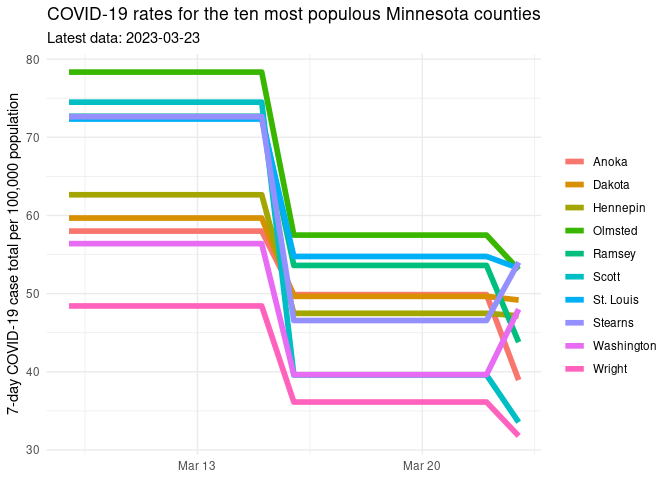 COVID-19 rates for the ten most populous Minnesota counties
Latest data: 2023-03-23
7-day COVID-19 case total per 100,000 population
80
70
60
50
40
30
Mar 13
Mar 20
Anoka
Dakota
Hennepin
Olmsted
Ramsey
Scott
St. Louis
Stearns
Washington
Wright